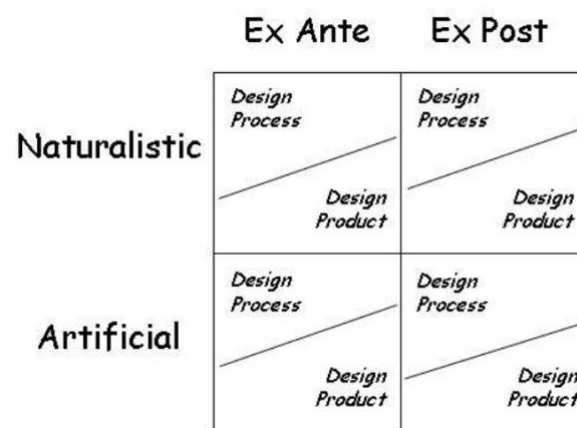 Ex Ante Ex Post
Naturalistic
Design
Process
Design
Product
Design
Process
Design
Product
Artificial
Design
Process
Design
Product
Design
Process
Design
Product